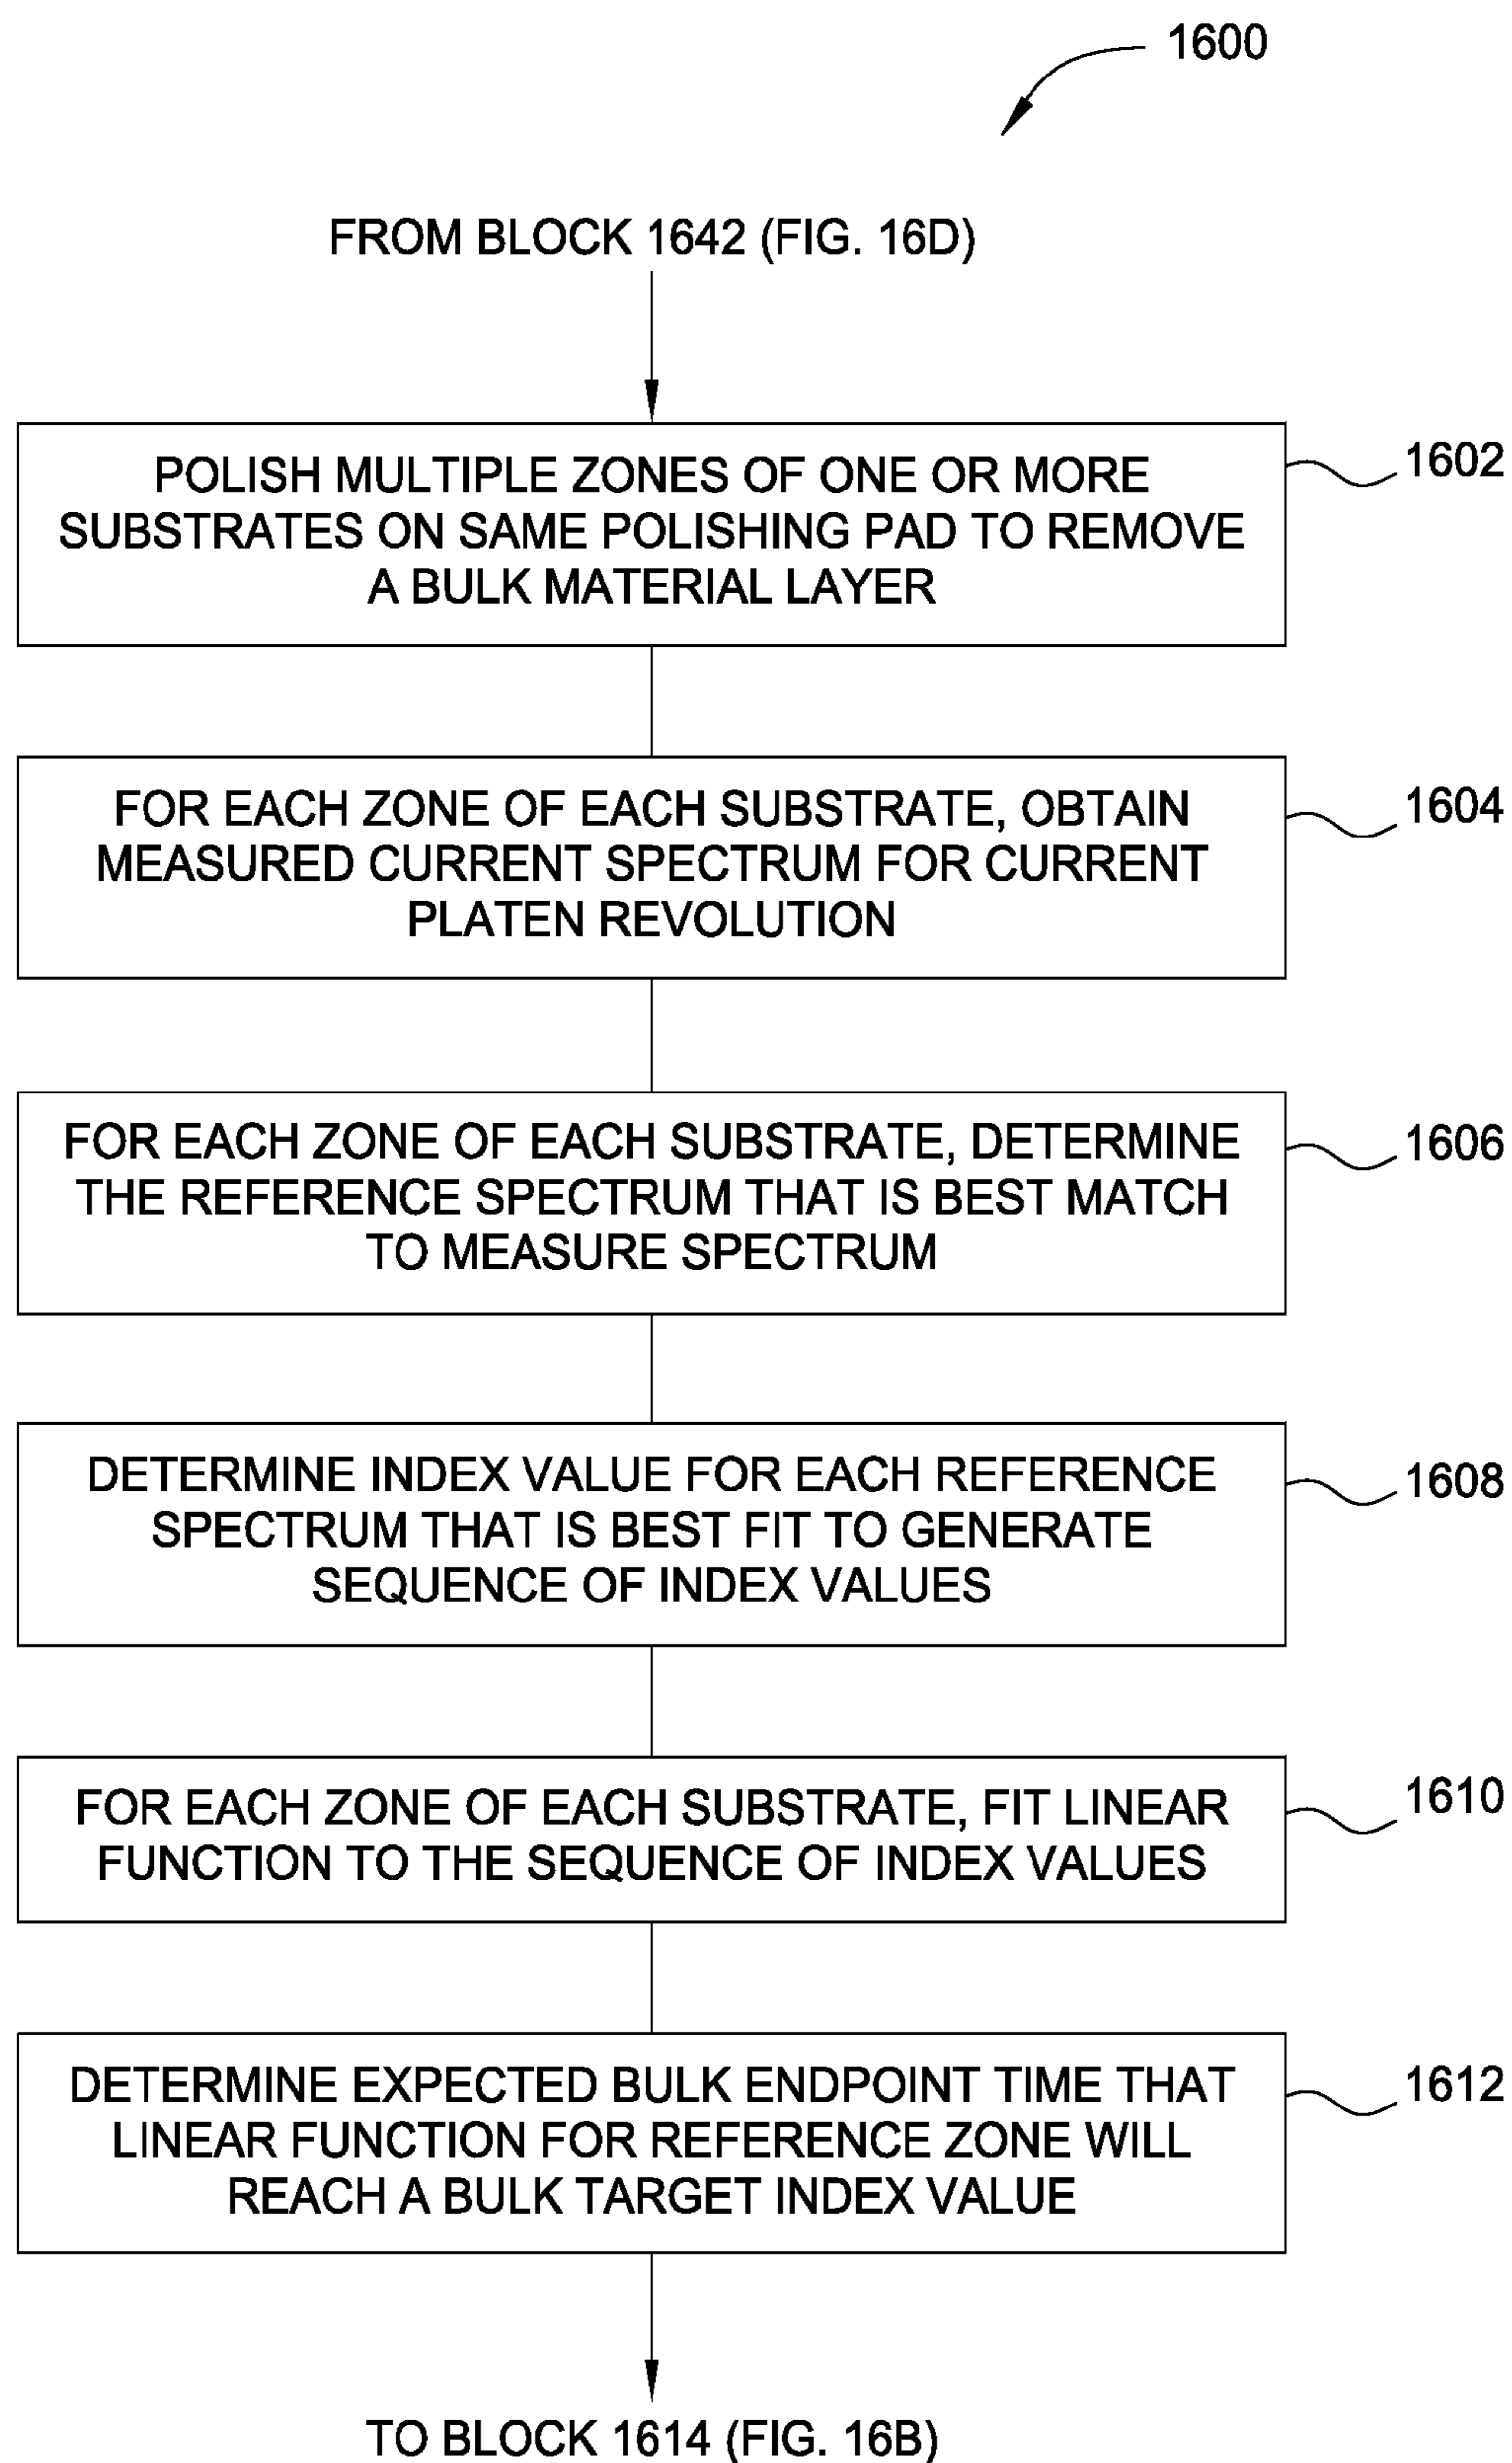 1600
FROM BLOCK 1642 (FIG. 16D)
POLISH MULTIPLE ZONES OF ONE OR MORE
SUBSTRATES ON SAME POLISHING PAD TO REMOVE
A BULK MATERIAL LAYER
1602
FOR EACH ZONE OF EACH SUBSTRATE, OBTAIN
MEASURED CURRENT SPECTRUM FOR CURRENT
PLATEN REVOLUTION
1604
FOR EACH ZONE OF EACH SUBSTRATE, DETERMINE
THE REFERENCE SPECTRUM THAT IS BEST MATCH
TO MEASURE SPECTRUM
1606
DETERMINE INDEX VALUE FOR EACH REFERENCE
SPECTRUM THAT IS BEST FIT TO GENERATE
SEQUENCE OF INDEX VALUES
1608
FOR EACH ZONE OF EACH SUBSTRATE, FIT LINEAR
FUNCTION TO THE SEQUENCE OF INDEX VALUES
1610
DETERMINE EXPECTED BULK ENDPOINT TIME THAT
LINEAR FUNCTION FOR REFERENCE ZONE WILL
REACH A BULK TARGET INDEX VALUE
1612
TO BLOCK 1614 (FIG. 16B)